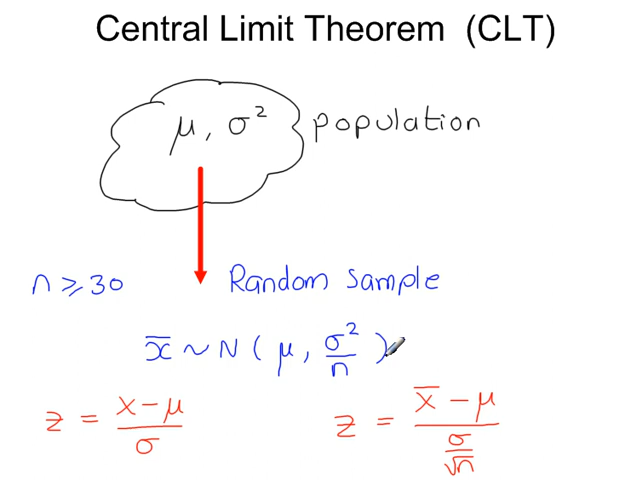 Central Limit Theorem (CLT)
μ, σ² population
n ⩾ 30 Random sample
x̄ ~ N ( μ, σ²/n )
z = x – μ / σ
z = x̄ – μ / σ/√n